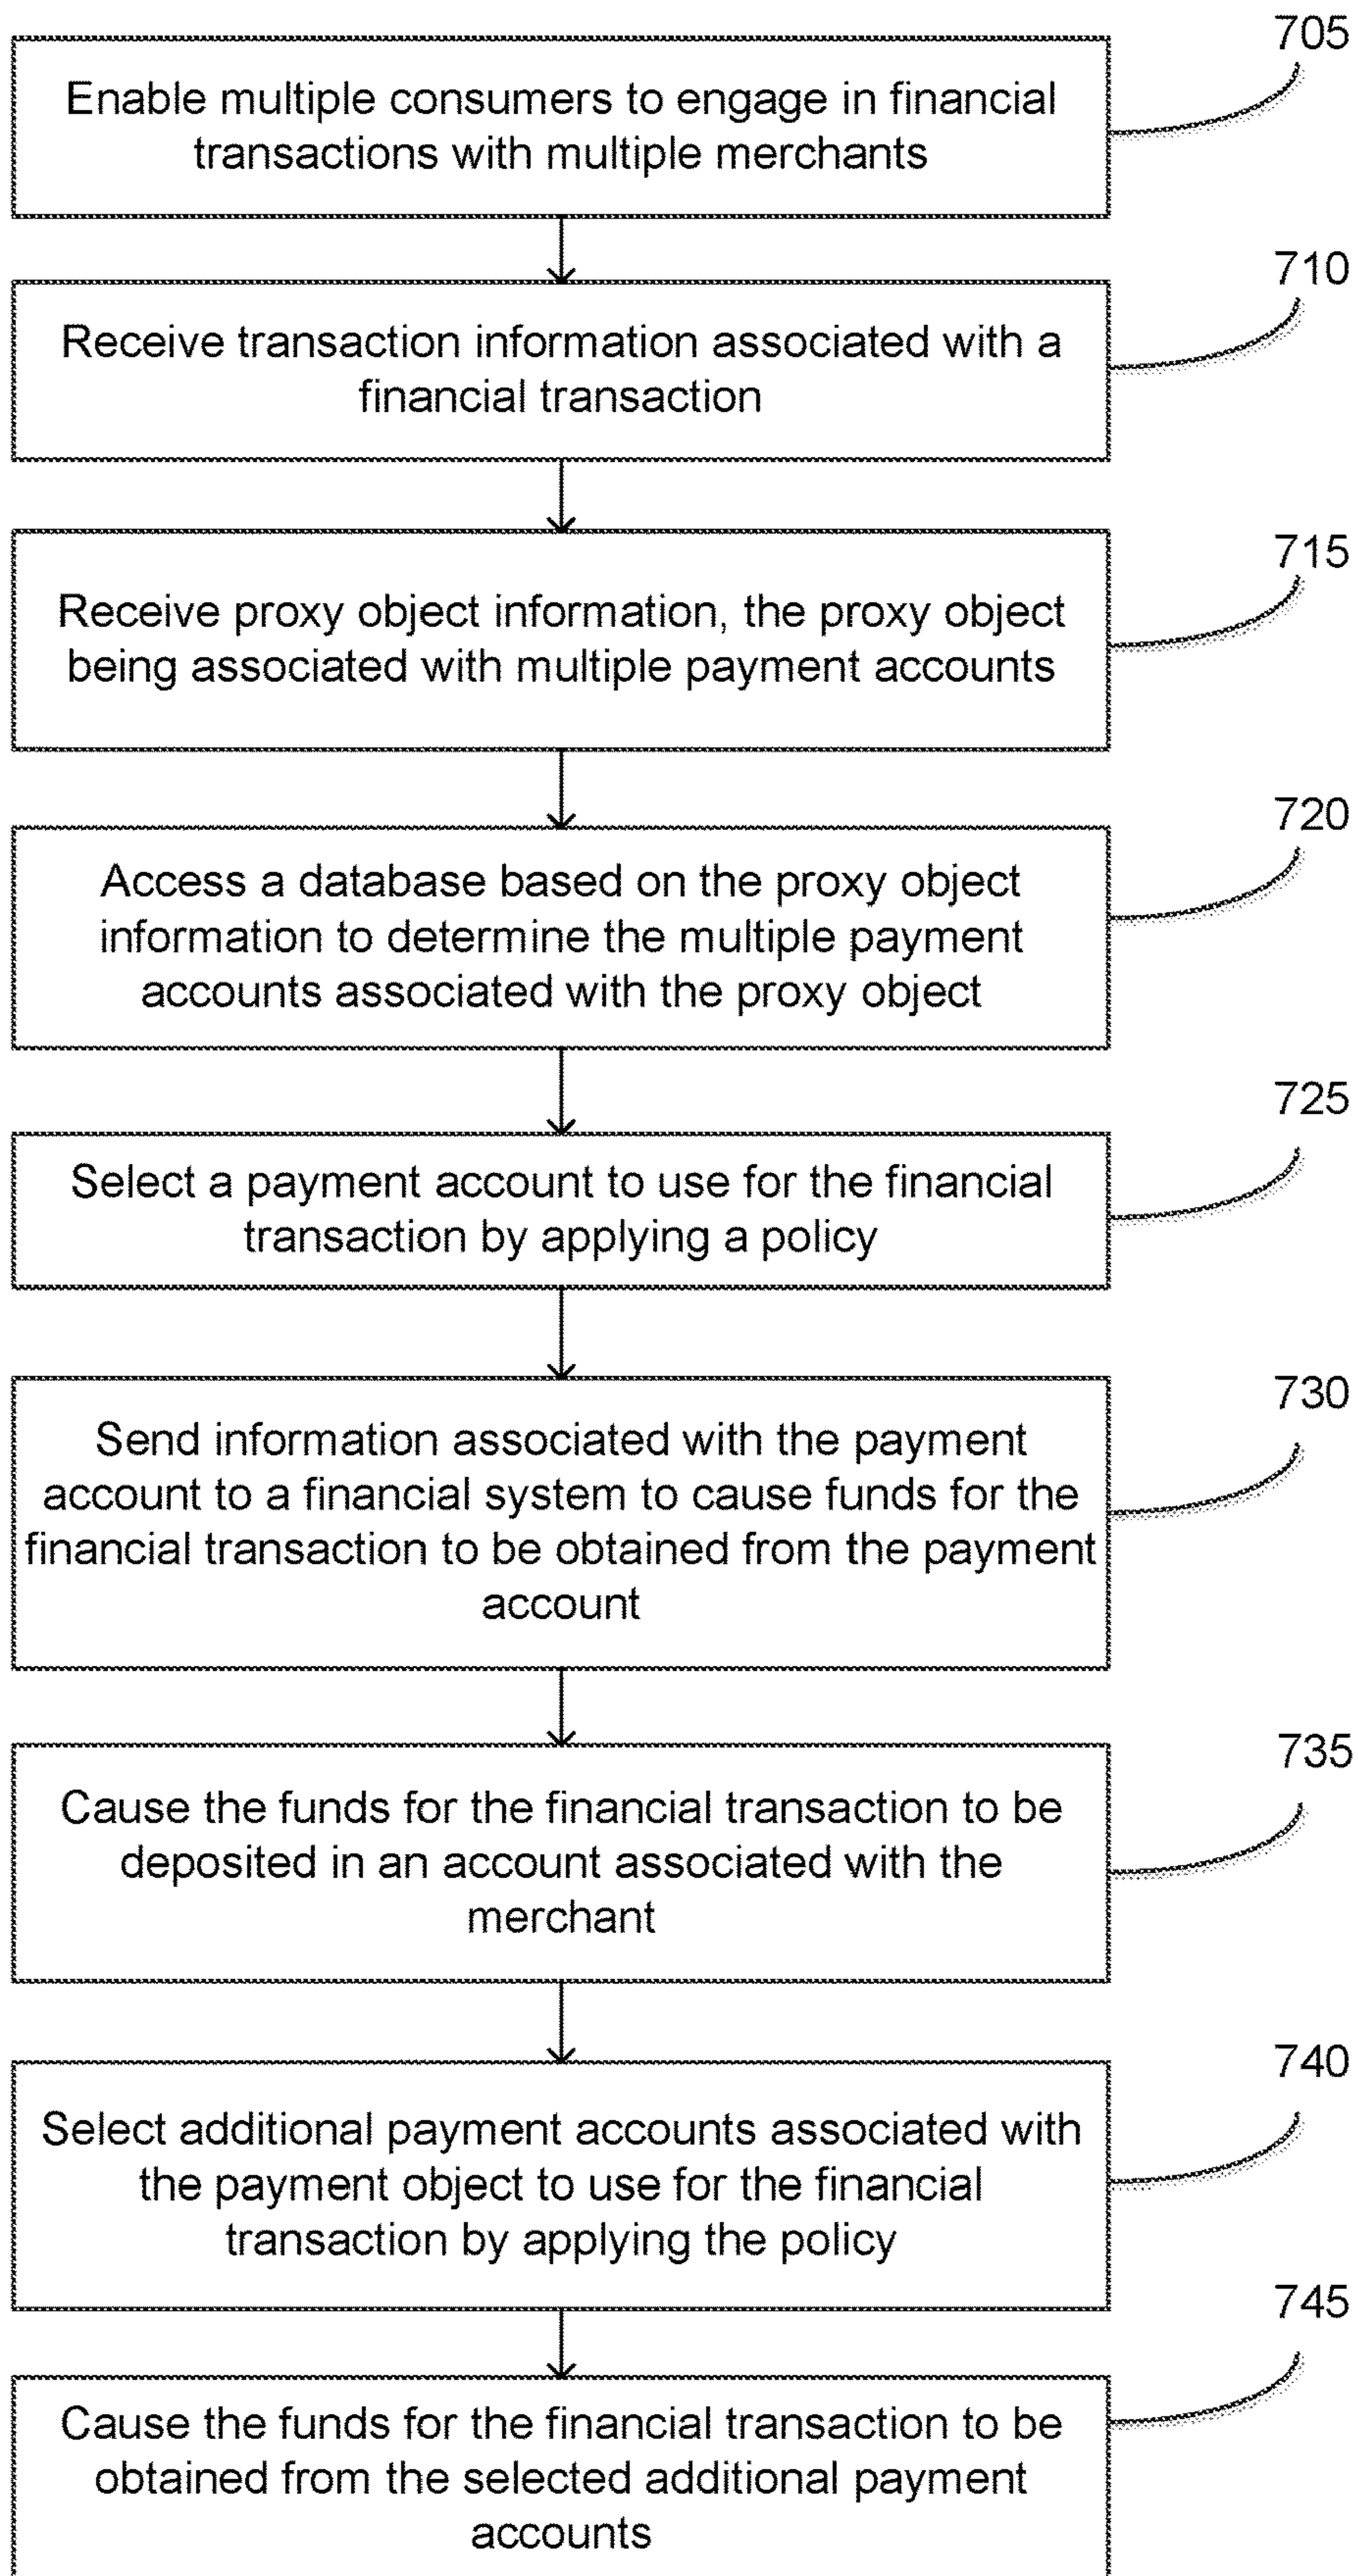 705
Enable multiple consumers to engage in financial
transactions with multiple merchants
710
Receive transaction information associated with a
financial transaction
715
Receive proxy object information, the proxy object
being associated with multiple payment accounts
720
Access a database based on the proxy object
information to determine the multiple payment
accounts associated with the proxy object
725
Select a payment account to use for the financial
transaction by applying a policy
730
Send information associated with the payment
account to a financial system to cause funds for the
financial transaction to be obtained from the payment
account
735
Cause the funds for the financial transaction to be
deposited in an account associated with the
merchant
740
Select additional payment accounts associated with
the payment object to use for the financial
transaction by applying the policy
745
Cause the funds for the financial transaction to be
obtained from the selected additional payment
accounts